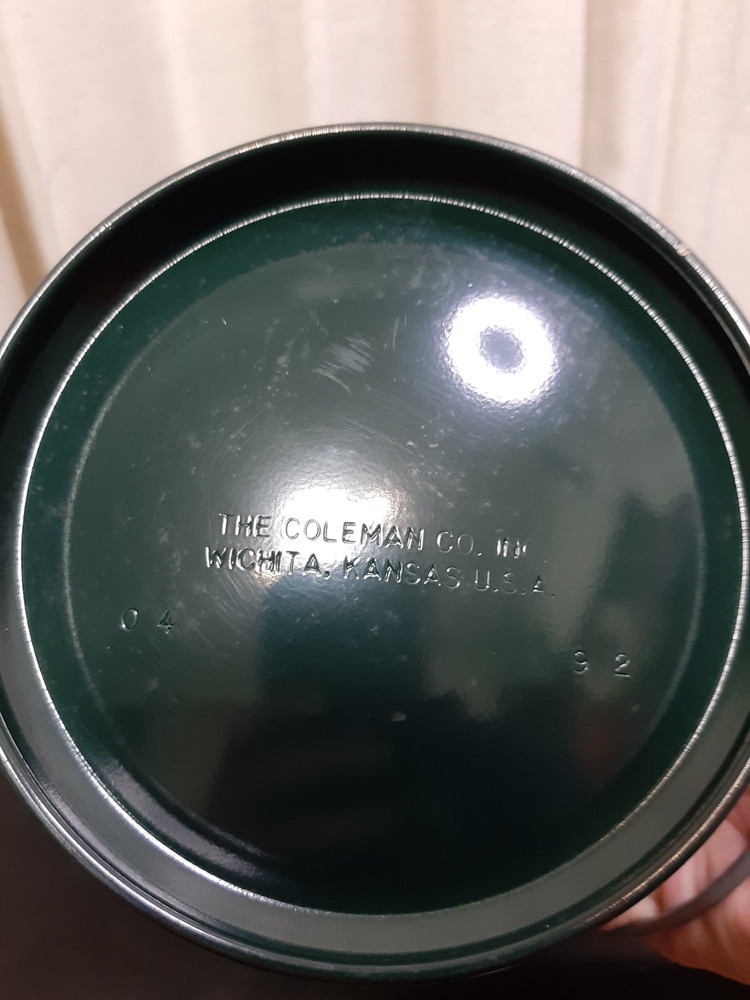 THE COLEMAN CO. INC.
WICHITA, KANSAS U.S.A.
04 92